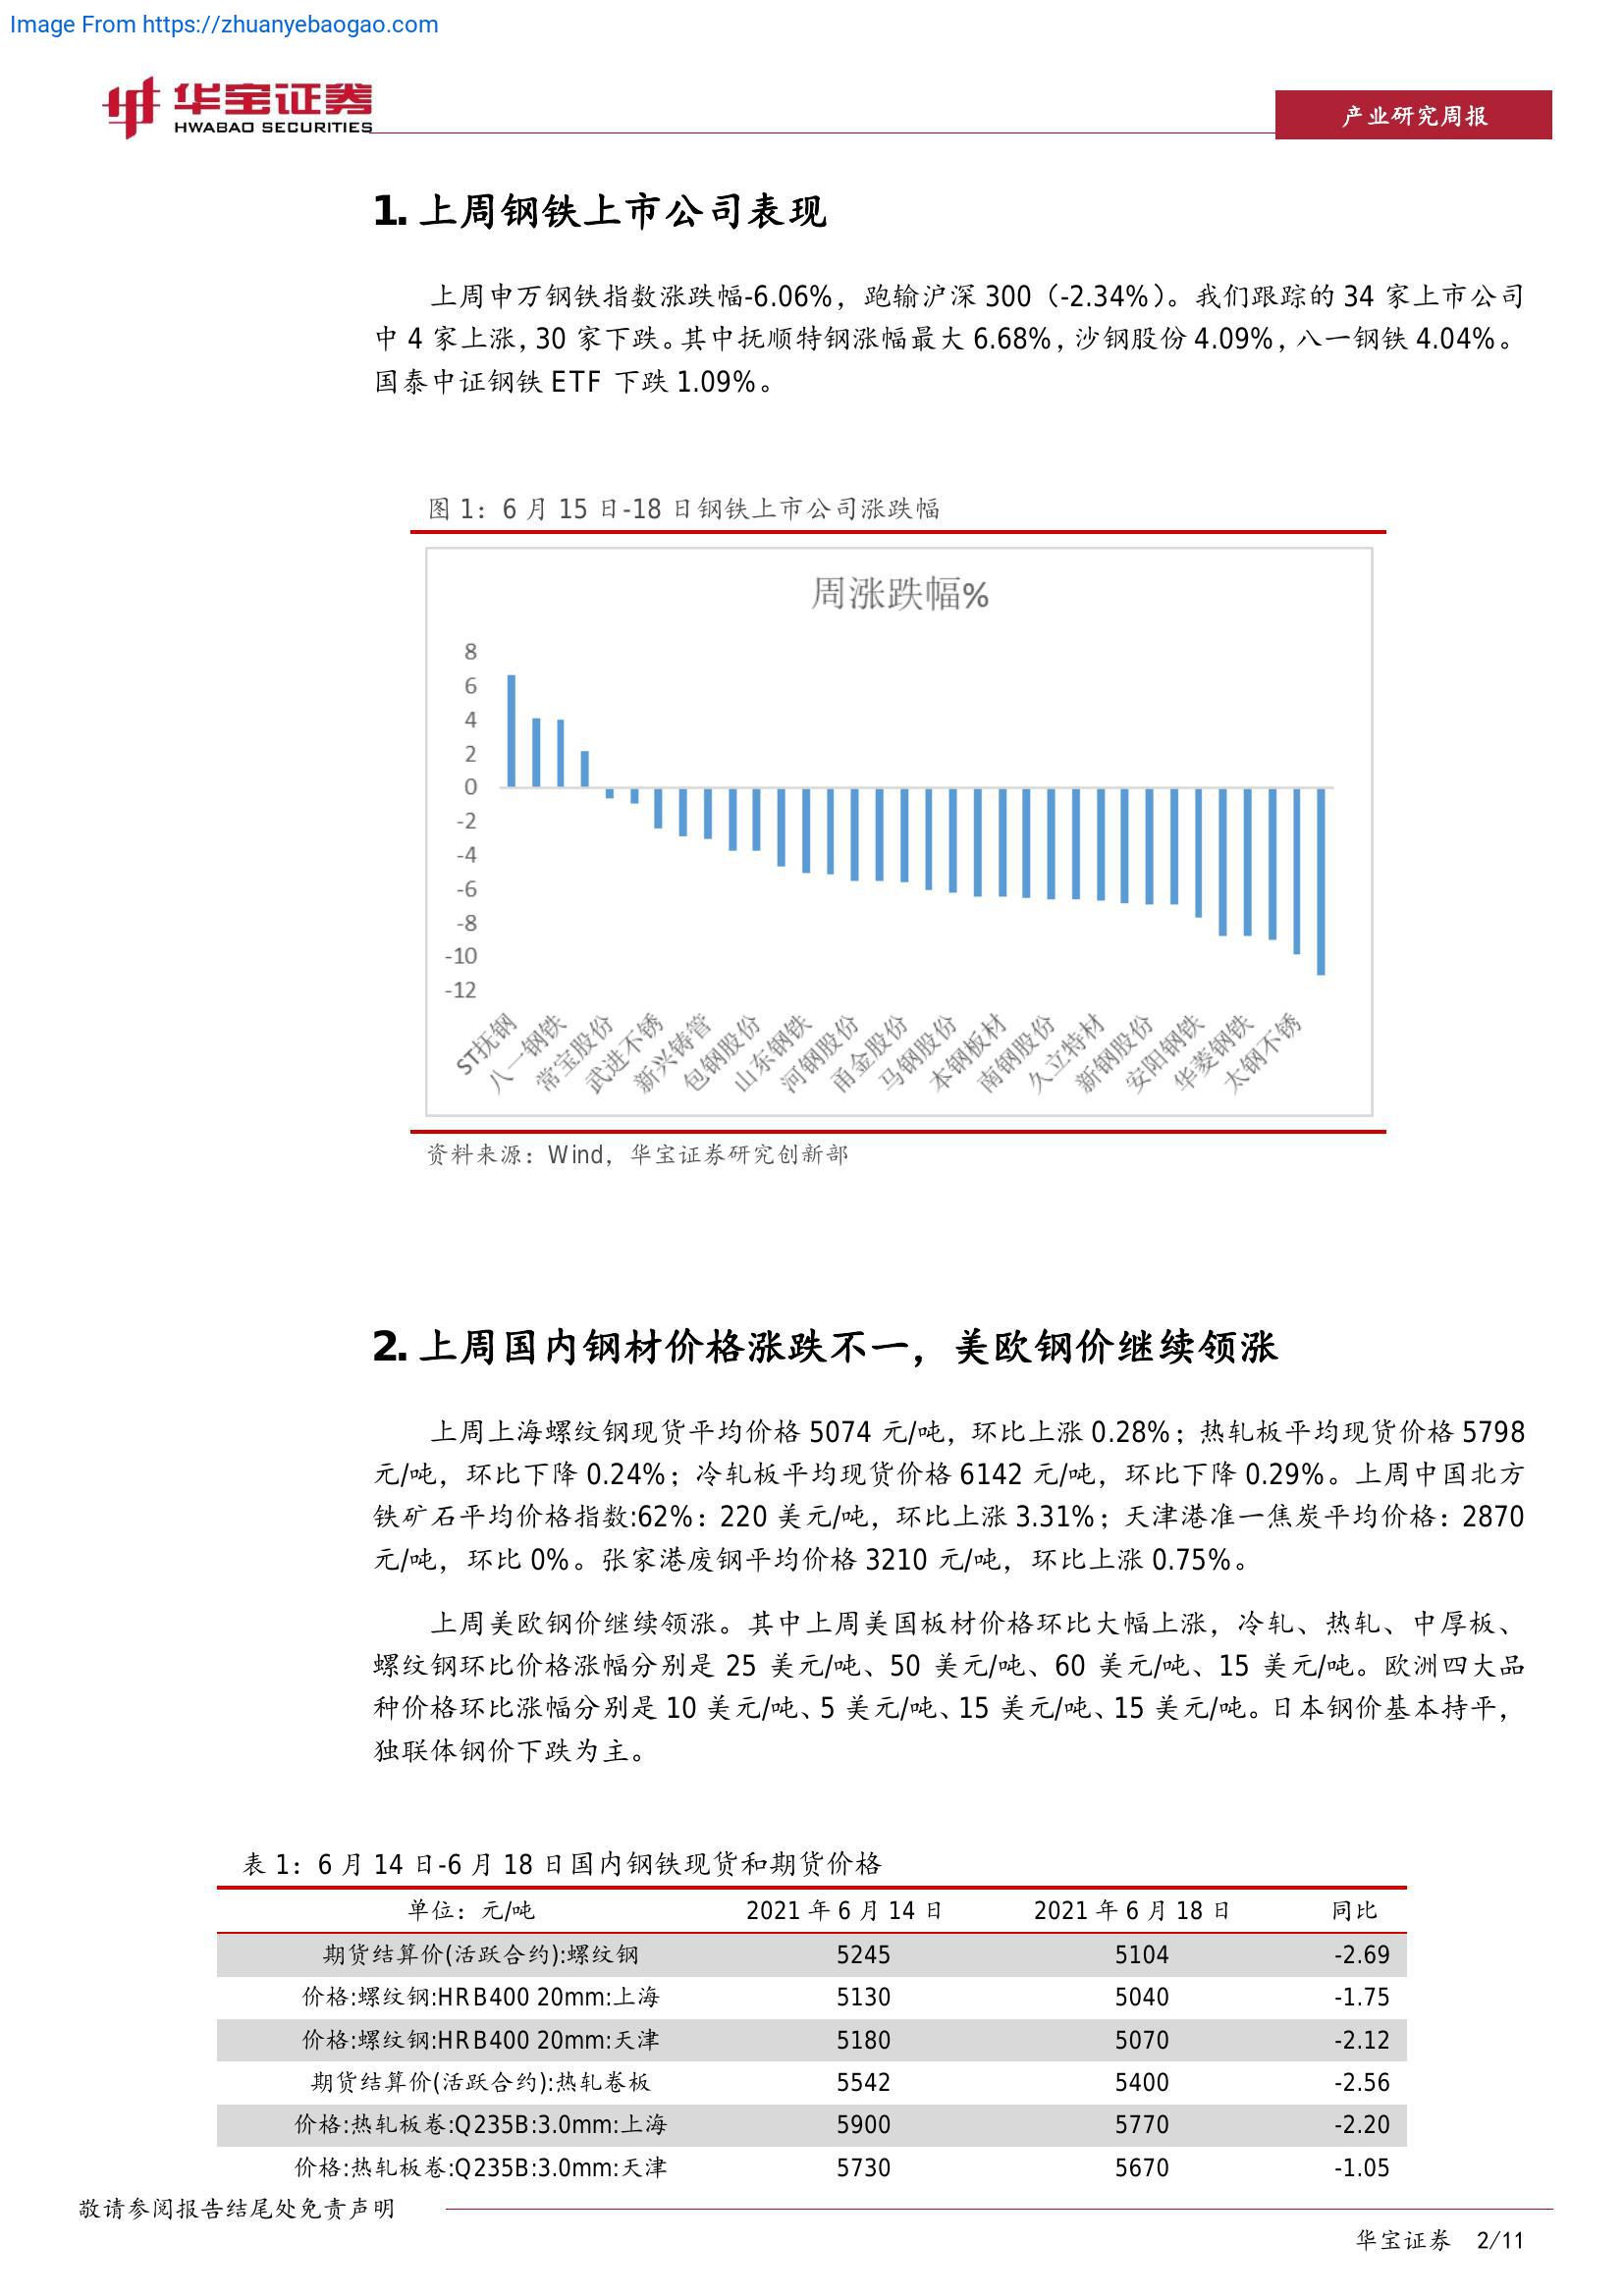 Image From https://zhuanyebaogao.com
华宝证券
HWABAO SECURITIES
产业研究周报
1. 上周钢铁上市公司表现
上周申万钢铁指数涨跌幅-6.06%，跑输沪深 300（-2.34%）。我们跟踪的 34 家上市公司
中 4 家上涨，30 家下跌。其中抚顺特钢涨幅最大 6.68%，沙钢股份 4.09%，八一钢铁 4.04%。
国泰中证钢铁 ETF 下跌 1.09%。
图 1：6 月 15 日-18 日钢铁上市公司涨跌幅
周涨跌幅%
8
6
4
2
0
-2
-4
-6
-8
-10
-12
ST抚钢
八一钢铁
常宝股份
武进不锈
新兴铸管
包钢股份
山东钢铁
河钢股份
甬金股份
马钢股份
本钢板材
南钢股份
久立特材
新钢股份
安阳钢铁
华菱钢铁
太钢不锈
资料来源：Wind，华宝证券研究创新部
2. 上周国内钢材价格涨跌不一，美欧钢价继续领涨
上周上海螺纹钢现货平均价格 5074 元/吨，环比上涨 0.28%；热轧板平均现货价格 5798
元/吨，环比下降 0.24%；冷轧板平均现货价格 6142 元/吨，环比下降 0.29%。上周中国北方
铁矿石平均价格指数:62%：220 美元/吨，环比上涨 3.31%；天津港准一焦炭平均价格：2870
元/吨，环比 0%。张家港废钢平均价格 3210 元/吨，环比上涨 0.75%。
上周美欧钢价继续领涨。其中上周美国板材价格环比大幅上涨，冷轧、热轧、中厚板、
螺纹钢环比价格涨幅分别是 25 美元/吨、50 美元/吨、60 美元/吨、15 美元/吨。欧洲四大品
种价格环比涨幅分别是 10 美元/吨、5 美元/吨、15 美元/吨、15 美元/吨。日本钢价基本持平，
独联体钢价下跌为主。
表 1：6 月 14 日-6 月 18 日国内钢铁现货和期货价格
单位：元/吨 2021 年 6 月 14 日 2021 年 6 月 18 日 同比
期货结算价(活跃合约):螺纹钢 5245 5104 -2.69
价格:螺纹钢:HRB400 20mm:上海 5130 5040 -1.75
价格:螺纹钢:HRB400 20mm:天津 5180 5070 -2.12
期货结算价(活跃合约):热轧卷板 5542 5400 -2.56
价格:热轧板卷:Q235B:3.0mm:上海 5900 5770 -2.20
价格:热轧板卷:Q235B:3.0mm:天津 5730 5670 -1.05
敬请参阅报告结尾处免责声明
华宝证券 2/11